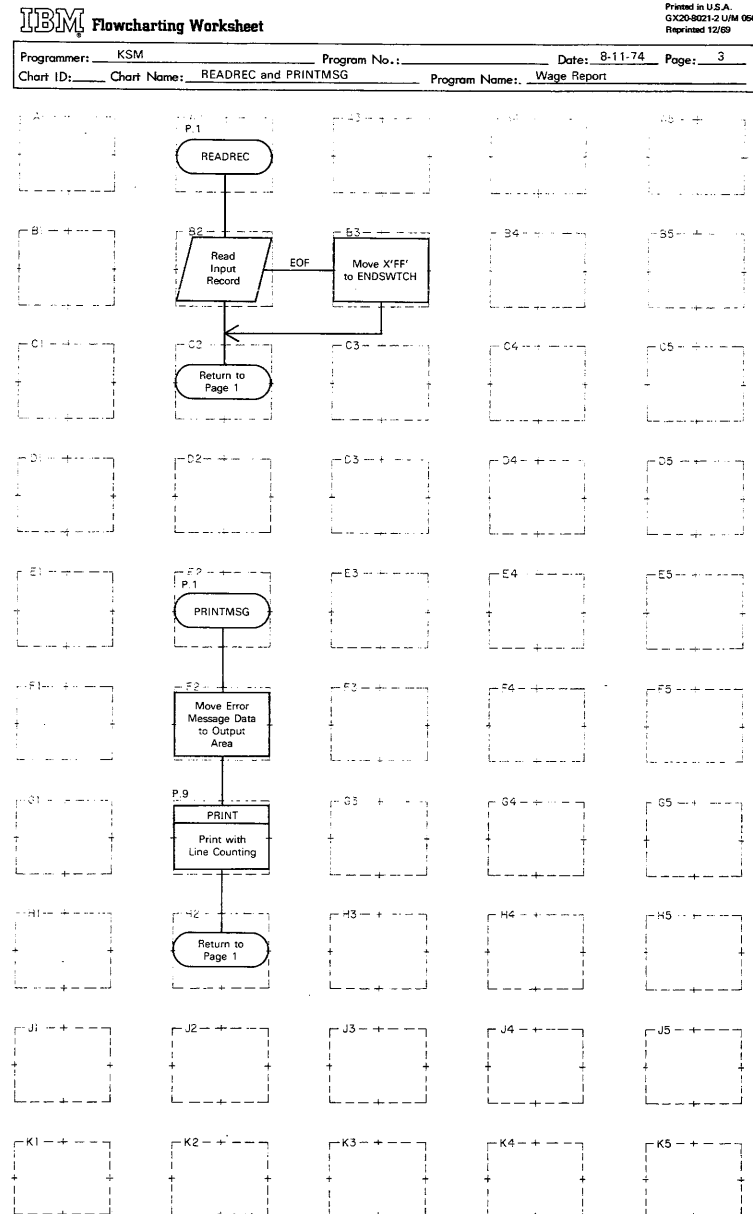 IBM Flowcharting Worksheet
Printed in U.S.A.
GX20-8021-2 U/M
Reprinted 12/69
Programmer: KSM Program No.: Date: 8-11-74 Page: 3
Chart ID: Chart Name: READREC and PRINTMSG Program Name: Wage Report
A3 A5
P.1
READREC
B1 B2 B3 B4 B5
Read
Input
Record
EOF
Move X'FF'
to ENDSWTCH
C1 C2 C3 C4 C5
Return to
Page 1
D1 D2 D3 D4 D5
E1 E2 E3 E4 E5
P.1
PRINTMSG
F1 F2 F3 F4 F5
Move Error
Message Data
to Output
Area
P.9
G1 G3 G4 G5
PRINT
Print with
Line Counting
H1 H2 H3 H4 H5
Return to
Page 1
J1 J2 J3 J4 J5
K1 K2 K3 K4 K5